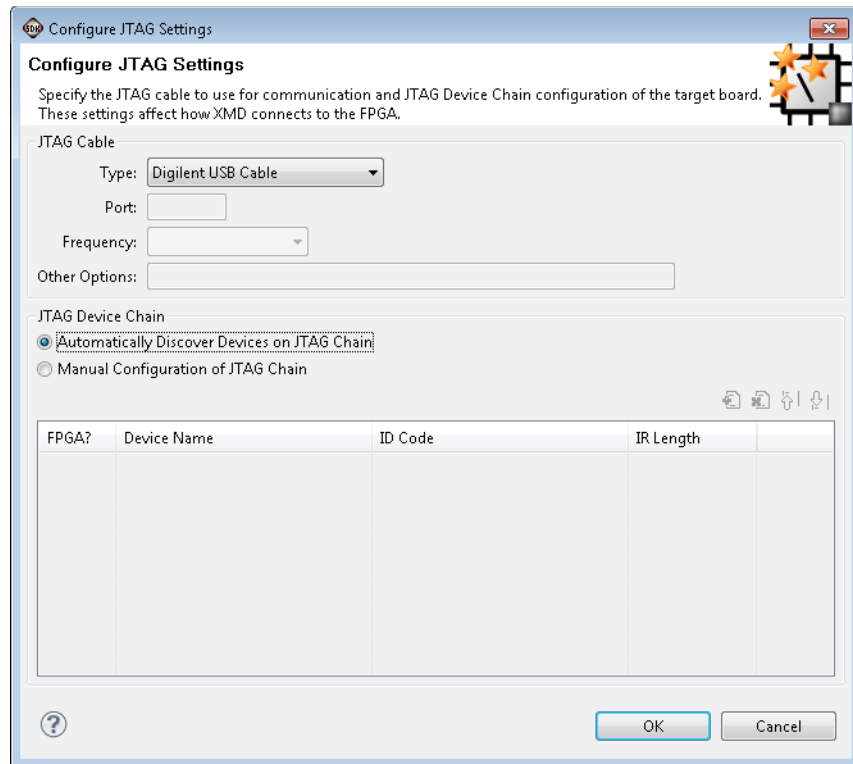 SDK Configure JTAG Settings
Configure JTAG Settings
Specify the JTAG cable to use for communication and JTAG Device Chain configuration of the target board.
These settings affect how XMD connects to the FPGA.
JTAG Cable
Type: Digilent USB Cable
Port:
Frequency:
Other Options:
JTAG Device Chain
Automatically Discover Devices on JTAG Chain
Manual Configuration of JTAG Chain
FPGA? Device Name ID Code IR Length
? OK Cancel